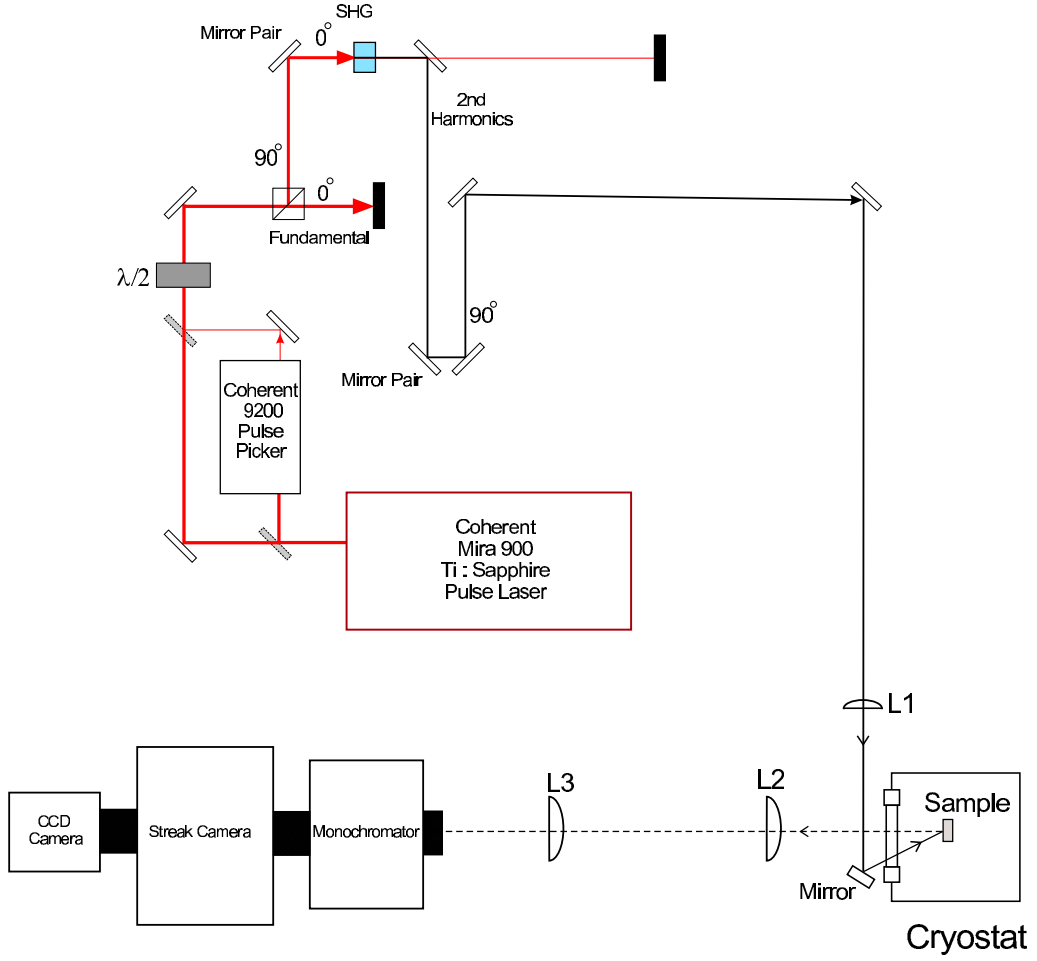 SHG
Mirror Pair
0°
2nd
Harmonics
90°
0°
Fundamental
λ/2
90°
Mirror Pair
Coherent
9200
Pulse
Picker
Coherent
Mira 900
Ti : Sapphire
Pulse Laser
L1
L3
L2
Sample
CCD
Camera
Streak Camera
Monochromator
Mirror
Cryostat